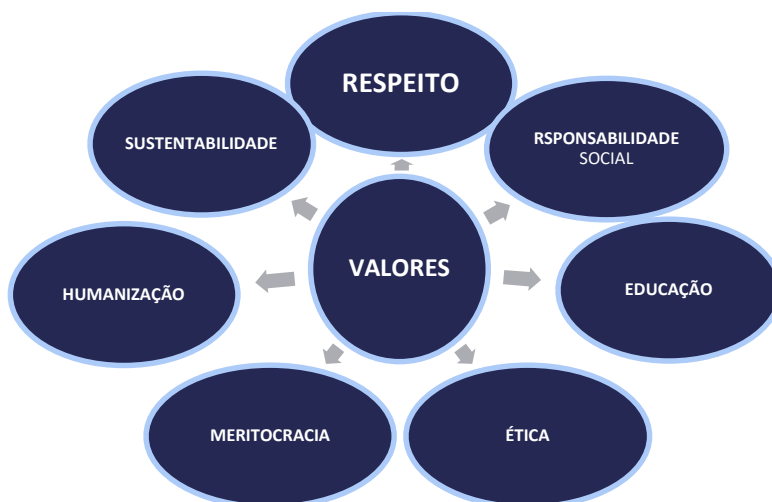 RESPEITO
SUSTENTABILIDADE
RSPONSABILIDADE
SOCIAL
VALORES
HUMANIZAÇÃO
EDUCAÇÃO
MERITOCRACIA
ÉTICA